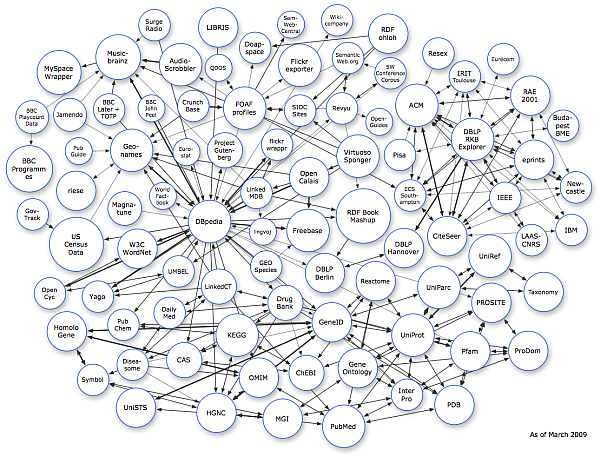 Surge
Radio
LIBRIS
Sem-
Web-
Central
Wiki-
company
RDF
ohloh
Doap-
space
Music-
brainz
Audio-
Scrobbler
QDOS
Flickr
exporter
Semantic
Web.org
SW
Conference
Corpus
Resex
IRIT
Toulouse
Eurécom
MySpace
Wrapper
BBC
Playcount
Data
Jamendo
BBC
Later +
TOTP
BBC
John
Peel
Crunch
Base
FOAF
profiles
SIOC
Sites
Revyu
Open-
Guides
ACM
RAE
2001
DBLP
RKB
Explorer
Buda-
pest
BME
Pub
Guide
Geo-
names
Euro-
stat
Project
Guten-
berg
flickr
wrappr
Virtuoso
Sponger
Pisa
eprints
BBC
Programm
es
riese
World
Fact-
book
Linked
MDB
Open
Calais
ECS
South-
ampton
New-
castle
Gov-
Track
Magna-
tune
DBpedia
RDF Book
Mashup
IEEE
US
Census
Data
W3C
WordNet
Lingvoj
Freebase
DBLP
Hannover
CiteSeer
LAAS-
CNRS
IBM
UMBEL
GEO
Species
DBLP
Berlin
UniRef
Open
Cyc
Yago
LinkedCT
Reactome
UniParc
Taxonomy
Daily
Med
Drug
Bank
PROSITE
Homolo
Gene
Pub
Chem
KEGG
GeneID
UniProt
Pfam
ProDom
Symbol
Disea-
some
CAS
ChEBI
Gene
Ontology
OMIM
Inter
Pro
PDB
UniSTS
HGNC
MGI
PubMed
As of March 2009